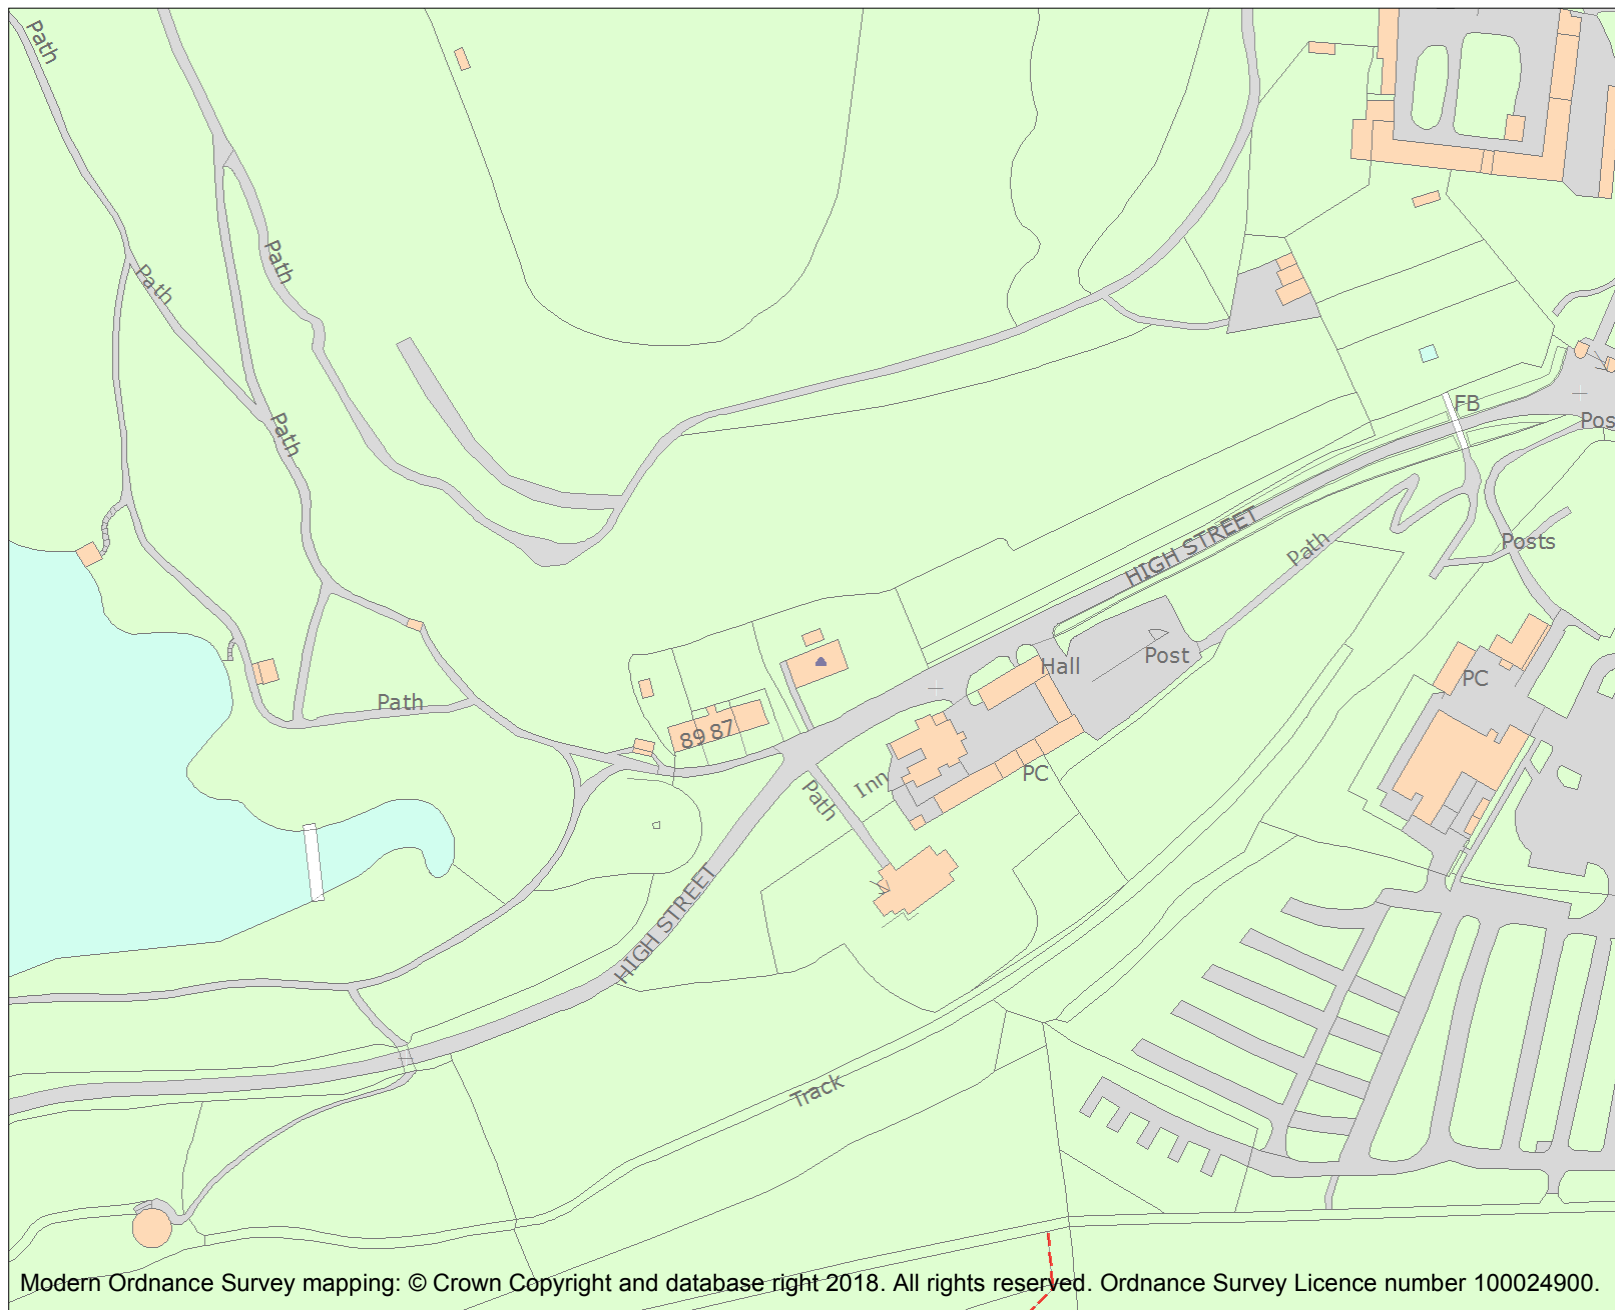 Path
Path
Path
FB
Pos
Path
HIGH STREET
Path
Posts
Hall
Post
PC
Path
89 87
Inn
PC
Path
HIGH STREET
Track
Modern Ordnance Survey mapping: © Crown Copyright and database right 2018. All rights reserved. Ordnance Survey Licence number 100024900.